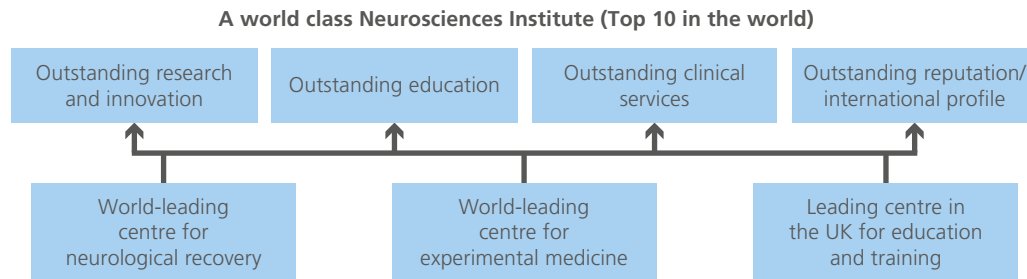 A world class Neurosciences Institute (Top 10 in the world)
Outstanding research
and innovation
Outstanding education
Outstanding clinical
services
Outstanding reputation/
international profile
World-leading
centre for
neurological recovery
World-leading
centre for
experimental medicine
Leading centre in
the UK for education
and training